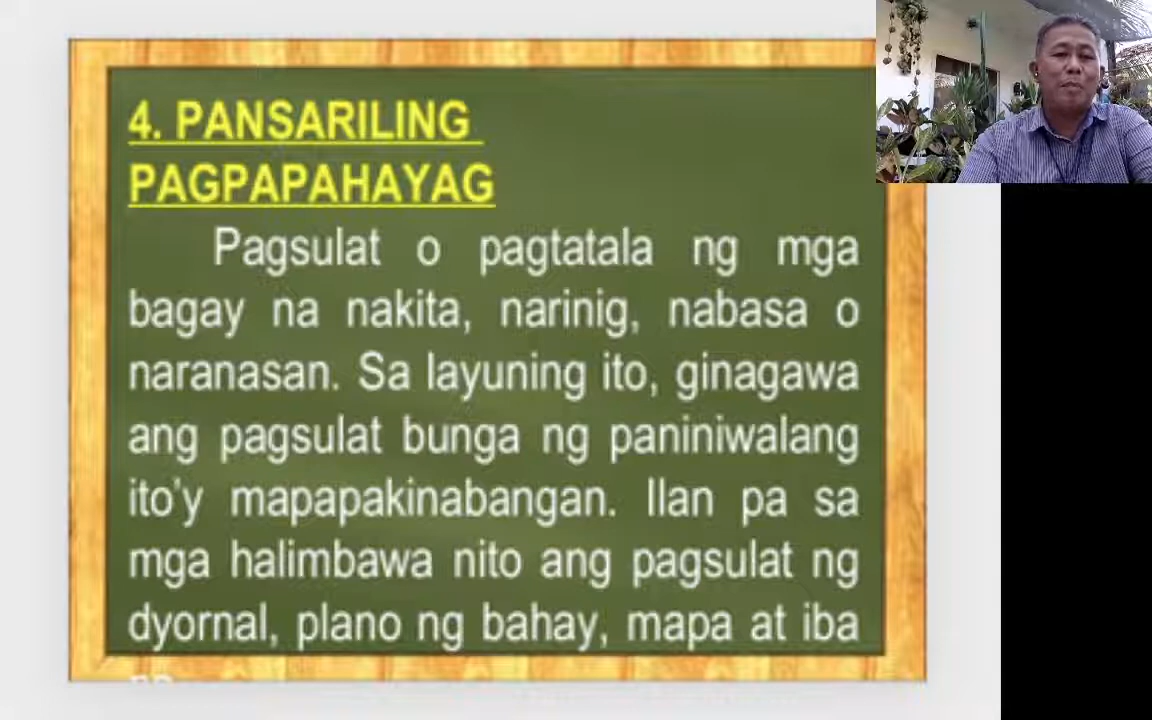 4. PANSARILING
PAGPAPAHAYAG
Pagsulat o pagtatala ng mga
bagay na nakita, narinig, nabasa o
naranasan. Sa layuning ito, ginagawa
ang pagsulat bunga ng paniniwalang
ito'y mapapakinabangan. Ilan pa sa
mga halimbawa nito ang pagsulat ng
dyornal, plano ng bahay, mapa at iba